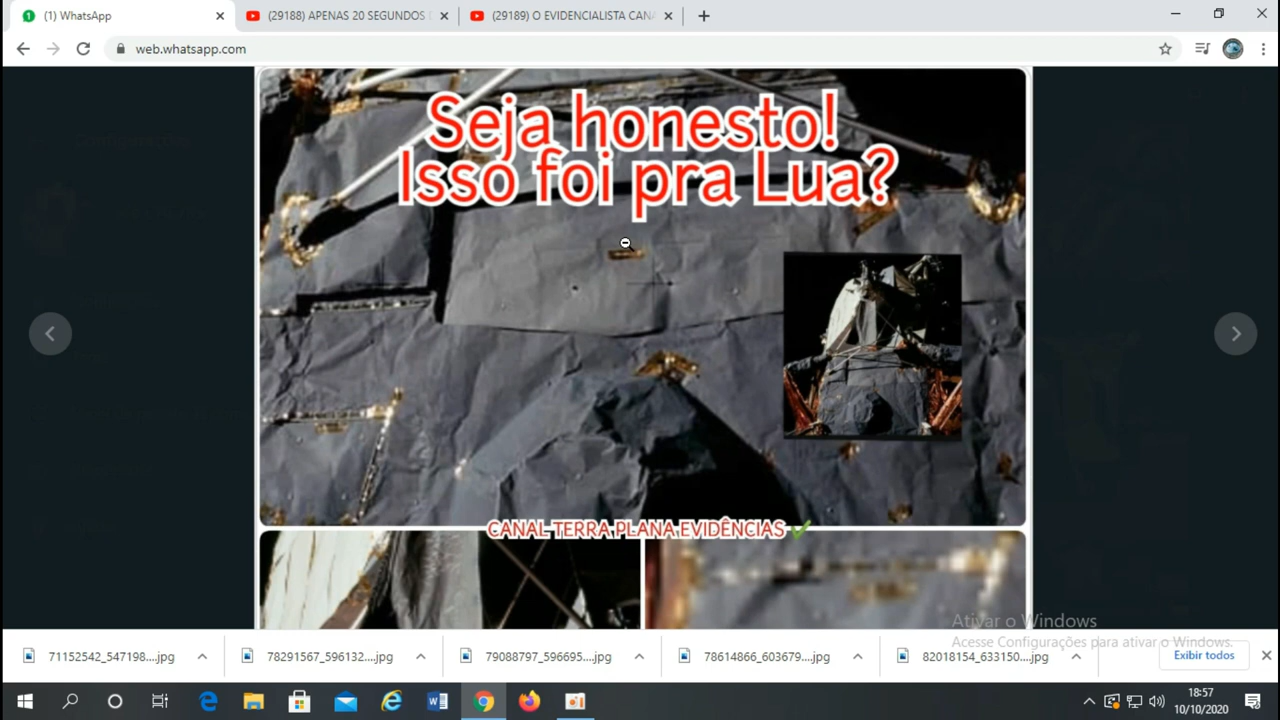 (1) WhatsApp
(29188) APENAS 20 SEGUNDOS
(29189) O EVIDENCIALISTA CANA
web.whatsapp.com
Seja honesto!
Isso foi pra Lua?
CANAL TERRA PLANA EVIDÊNCIAS
Ativar o Windows
Acesse Configurações para ativar o Windows.
71152542_547198....jpg
78291567_596132....jpg
79088797_596695....jpg
78614866_603679....jpg
82018154_633150....jpg
Exibir todos
18:57
10/10/2020